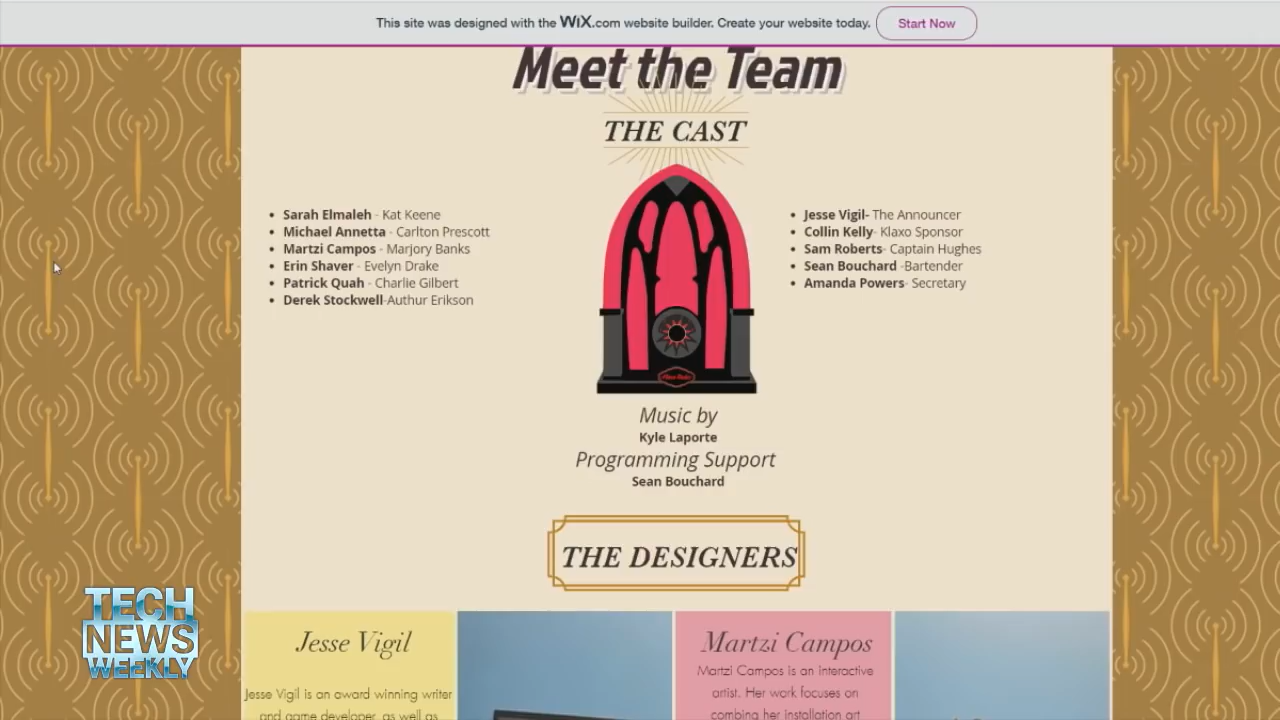 This site was designed with the WiX.com website builder. Create your website today.
Start Now
Meet the Team
THE CAST
Sarah Elmaleh - Kat Keene
Michael Annetta - Carlton Prescott
Martzi Campos - Marjory Banks
Erin Shaver - Evelyn Drake
Patrick Quah - Charlie Gilbert
Derek Stockwell-Authur Erikson
Jesse Vigil- The Announcer
Collin Kelly- Klaxo Sponsor
Sam Roberts- Captain Hughes
Sean Bouchard -Bartender
Amanda Powers- Secretary
Music by
Kyle Laporte
Programming Support
Sean Bouchard
THE DESIGNERS
Jesse Vigil
Jesse Vigil is an award winning writer
and game developer, as well as
Martzi Campos
Martzi Campos is an interactive
artist. Her work focuses on
combing her installation art
TECH
NEWS
WEEKLY